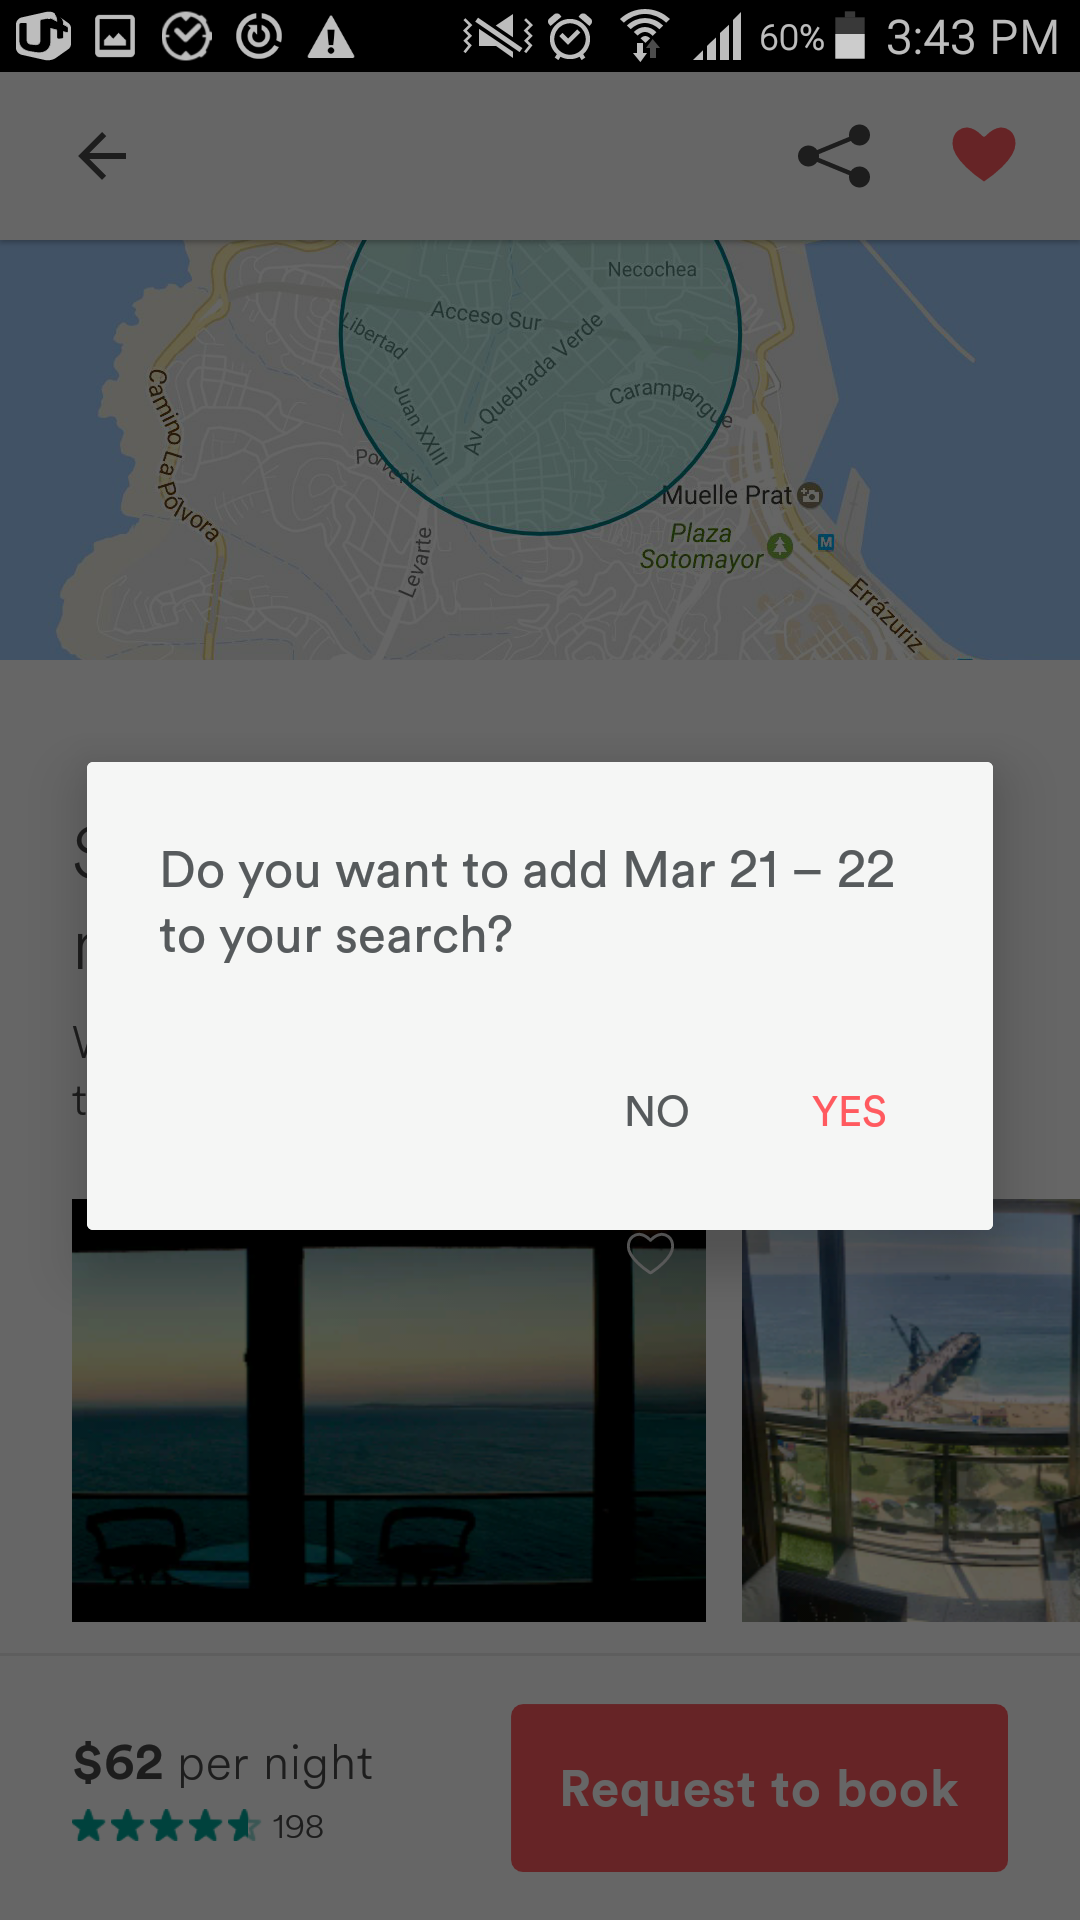 60% 3:43 PM
Necochea
Acceso Sur
Libertad
Av. Quebrada Verde
Carampangue
Juan XXIII
Camino La Pólvora
Porvenir
Muelle Prat
Plaza
Sotomayor
M
Levarte
Errázuriz
Do you want to add Mar 21 – 22
to your search?
NO YES
$62 per night
198
Request to book